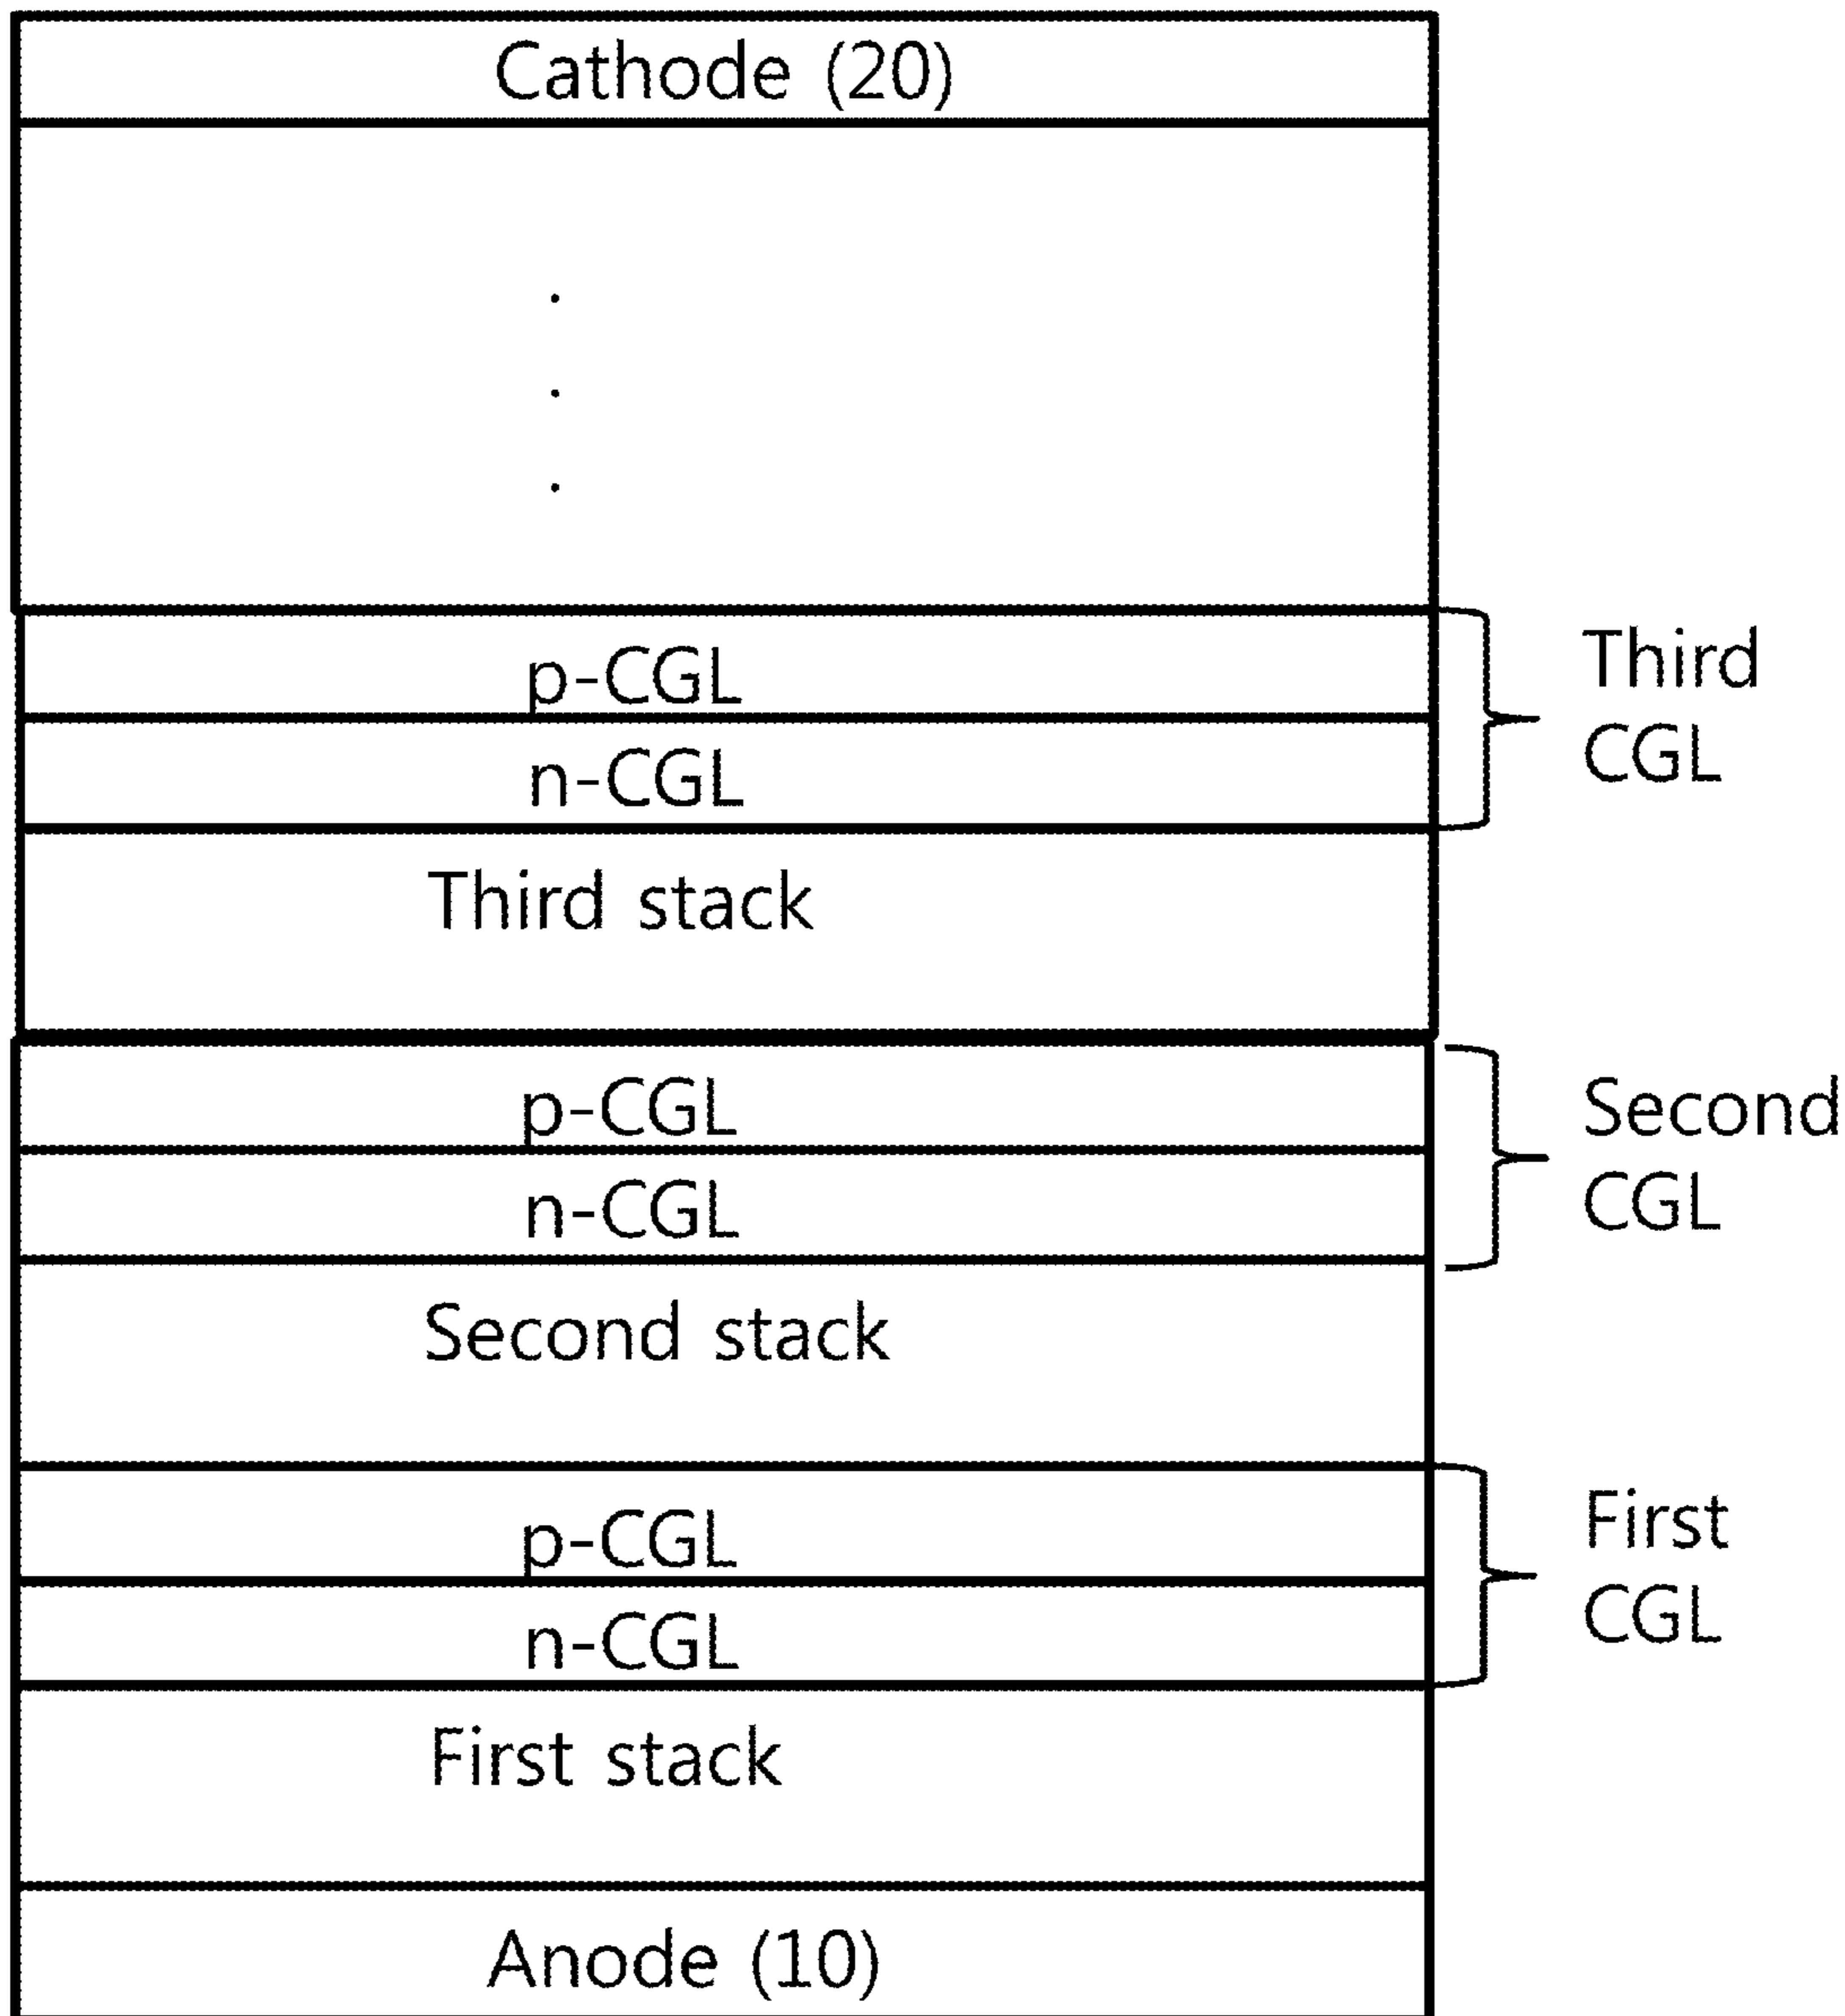 Cathode (20)
p-CGL
n-CGL
Third
CGL
Third stack
p-CGL
n-CGL
Second
CGL
Second stack
p-CGL
n-CGL
First
CGL
First stack
Anode (10)